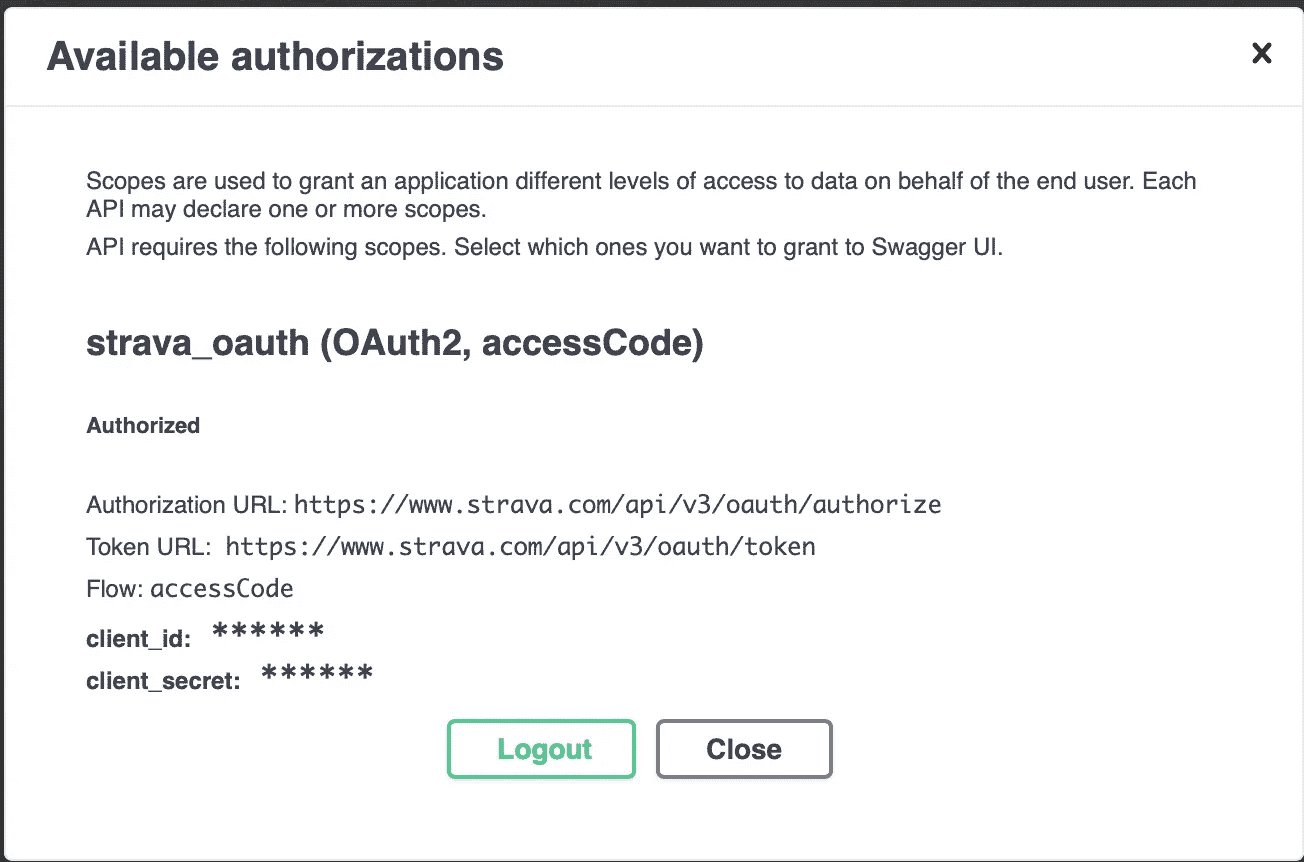 Available authorizations
Scopes are used to grant an application different levels of access to data on behalf of the end user. Each
API may declare one or more scopes.
API requires the following scopes. Select which ones you want to grant to Swagger UI.
strava_oauth (OAuth2, accessCode)
Authorized
Authorization URL: https://www.strava.com/api/v3/oauth/authorize
Token URL: https://www.strava.com/api/v3/oauth/token
Flow: accessCode
client_id: ******
client_secret: ******
Logout Close